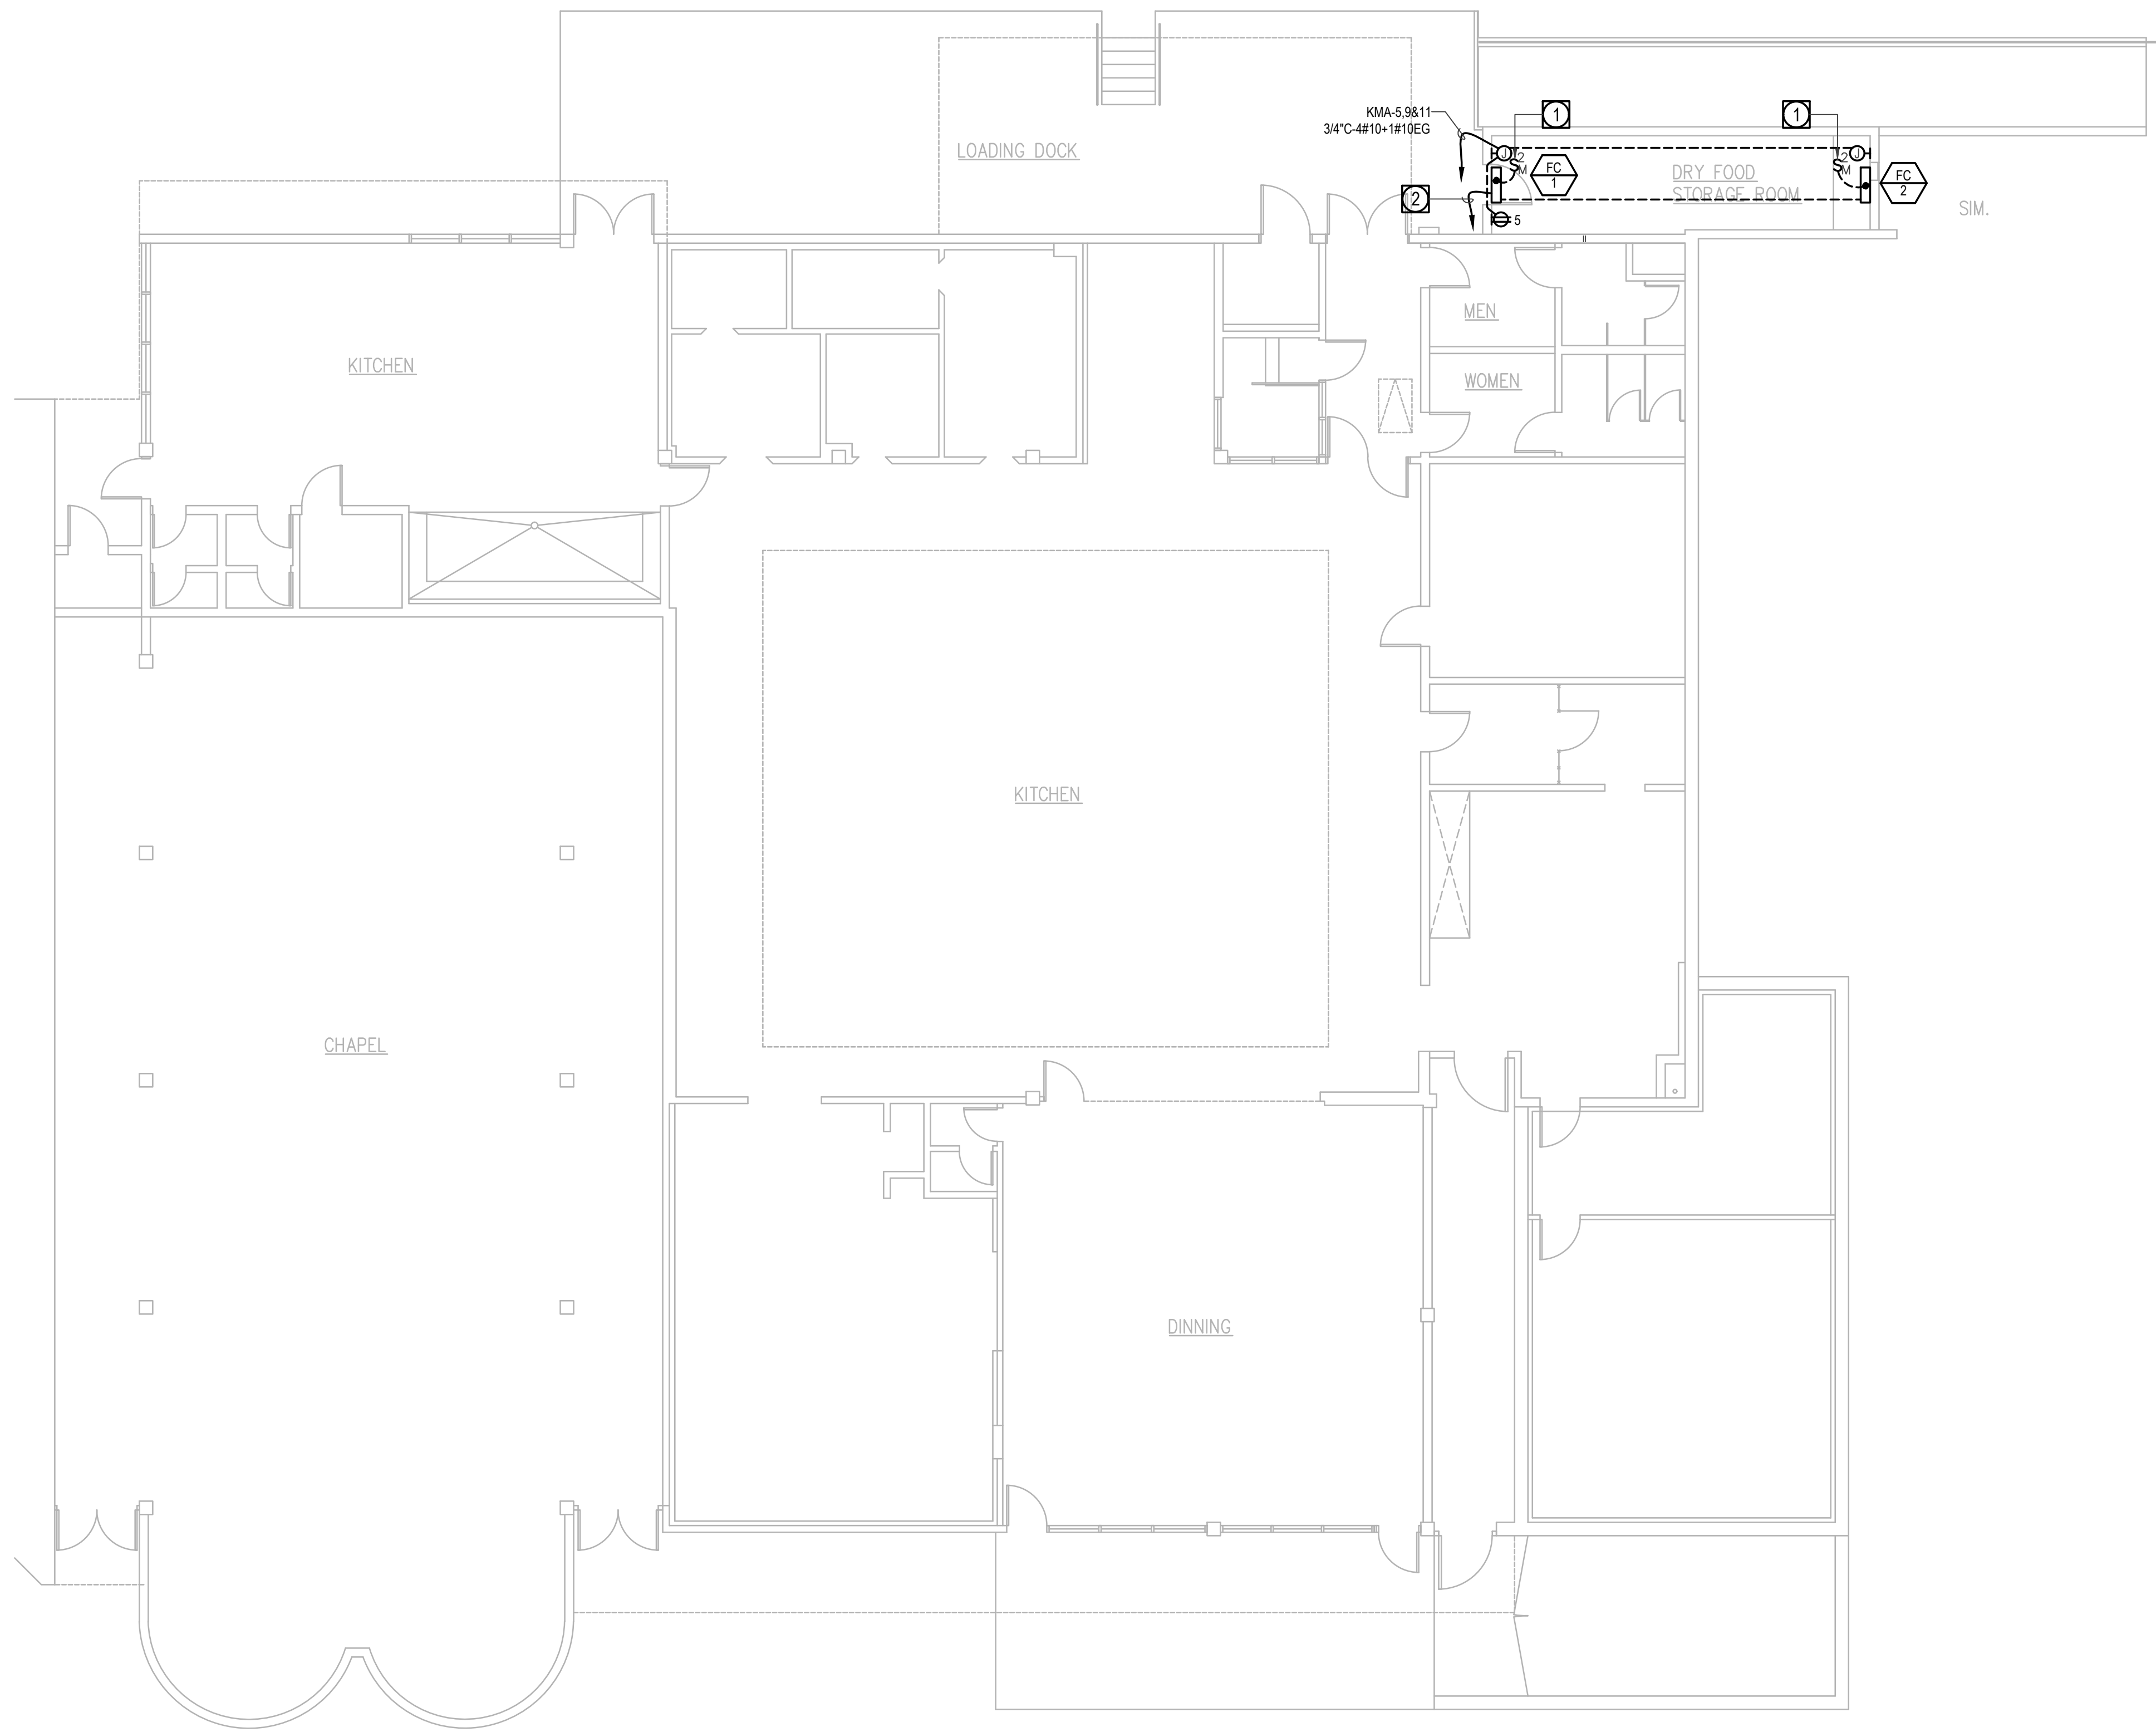 KMA-5,9&11
3/4"C-4#10+1#10EG
1
1
LOADING DOCK
J
2
S
M
FC
1
DRY FOOD
STORAGE ROOM
2
S
M
J
FC
2
2
5
SIM.
MEN
KITCHEN
WOMEN
KITCHEN
CHAPEL
DINNING